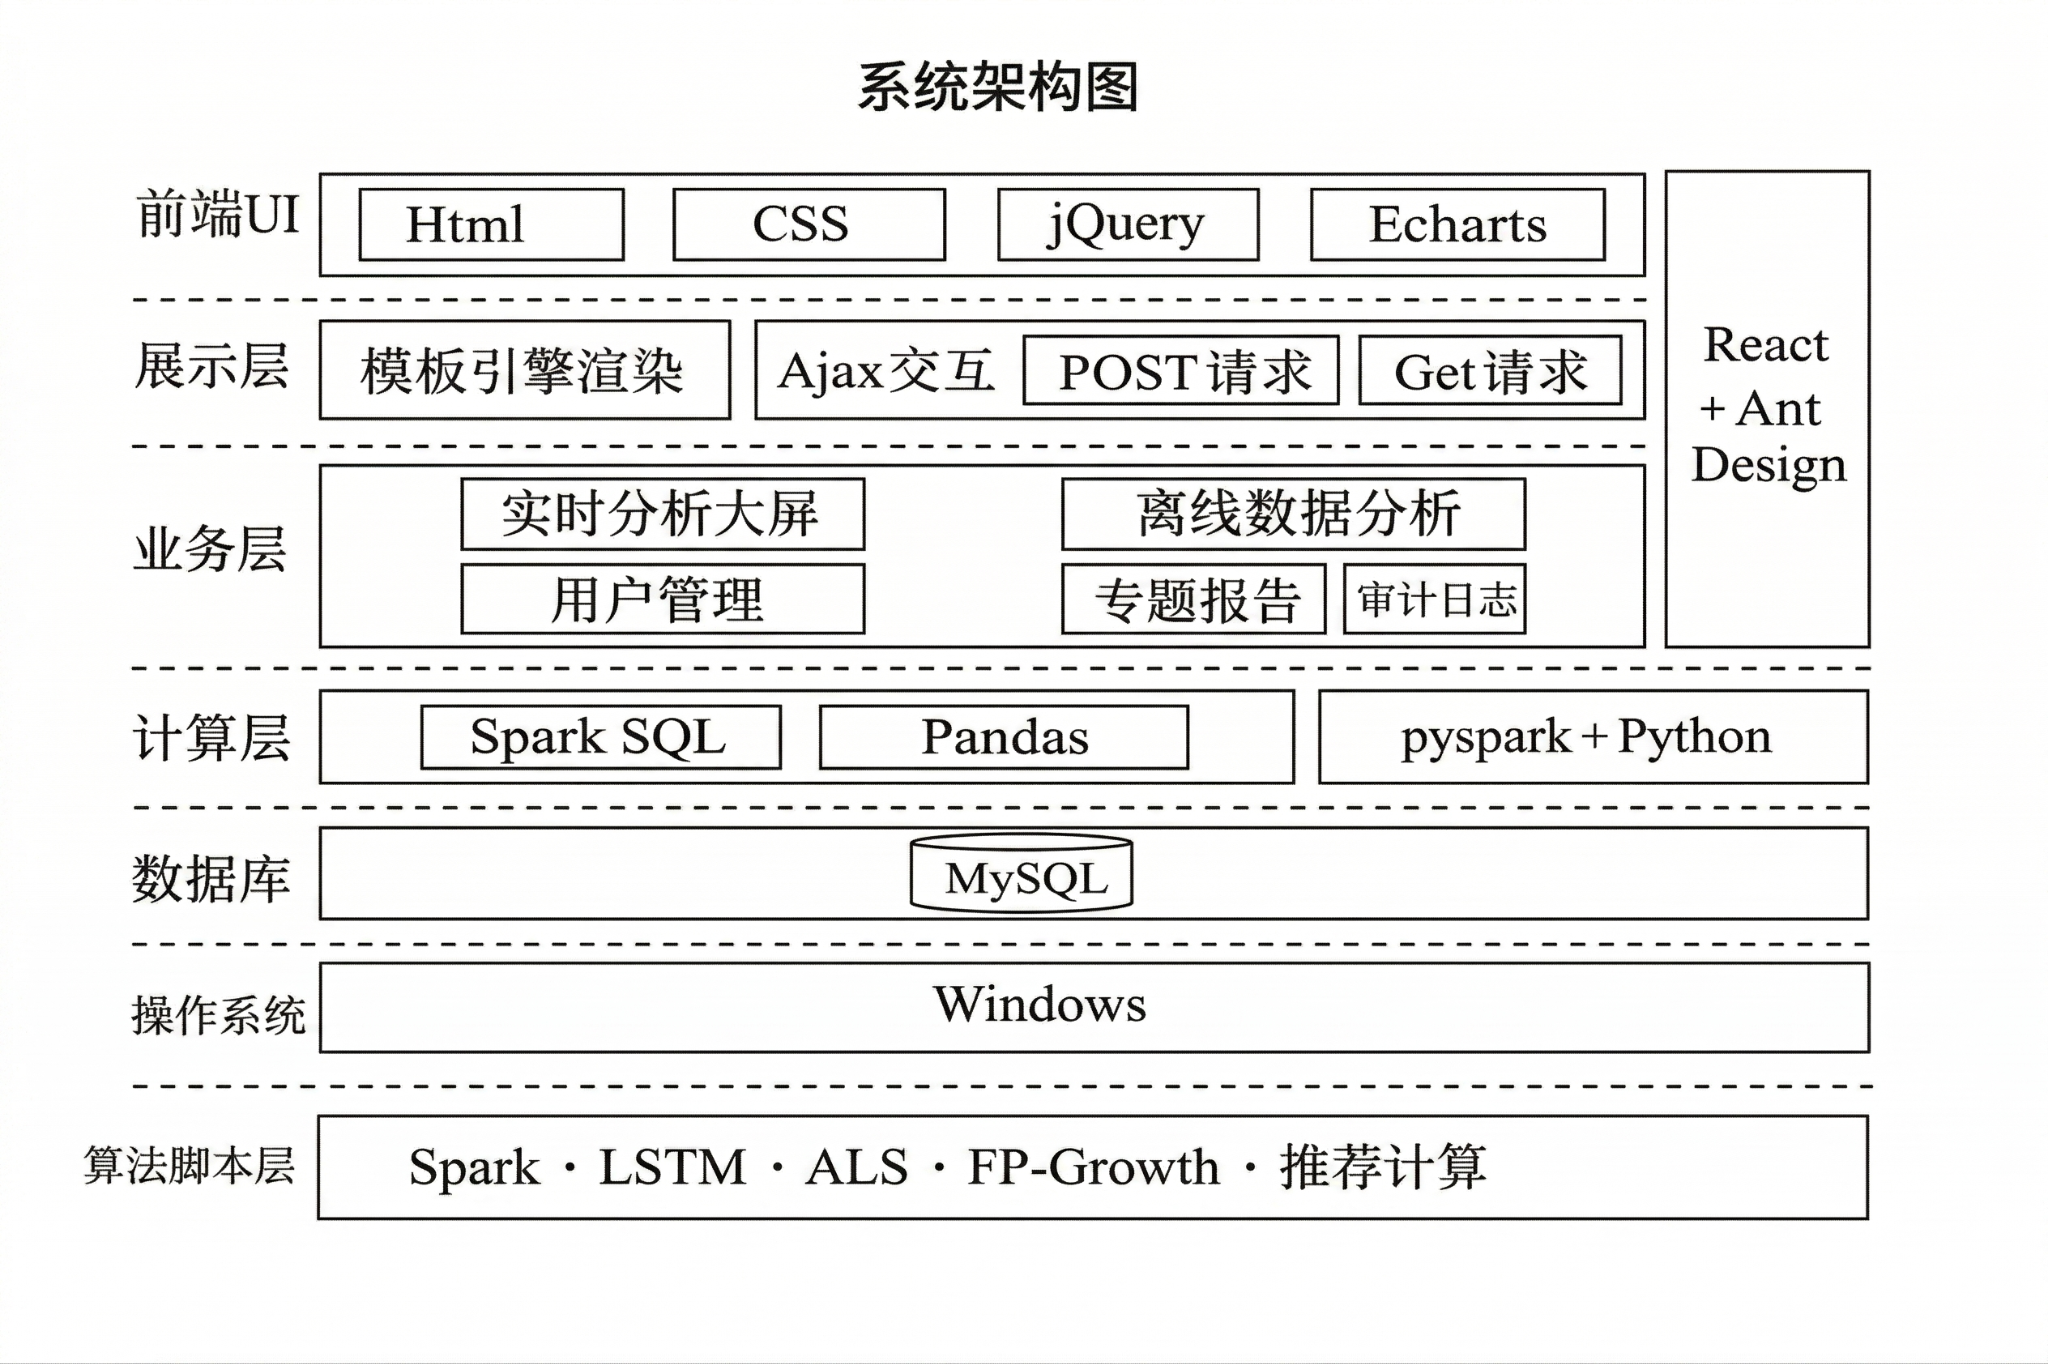 系统架构图
前端UI
Html
CSS
jQuery
Echarts
React
+ Ant
Design
展示层
模板引擎渲染
Ajax交互
POST请求
Get请求
业务层
实时分析大屏
离线数据分析
用户管理
专题报告
审计日志
计算层
Spark SQL
Pandas
pyspark + Python
数据库
MySQL
操作系统
Windows
算法脚本层
Spark · LSTM · ALS · FP-Growth · 推荐计算